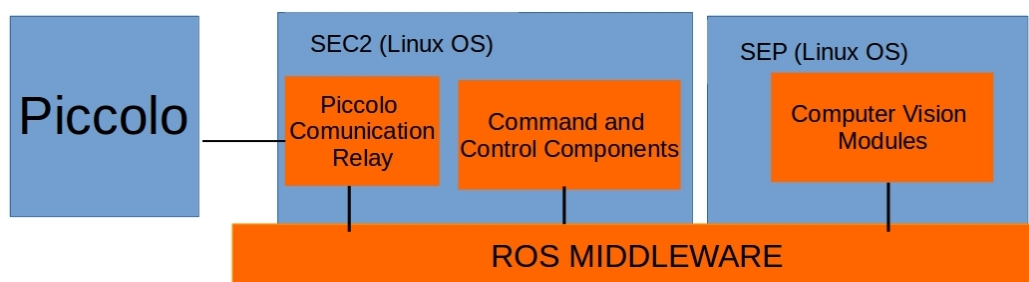 Piccolo
SEC2 (Linux OS)
Piccolo
Comunication
Relay
Command and
Control Components
SEP (Linux OS)
Computer Vision
Modules
ROS MIDDLEWARE